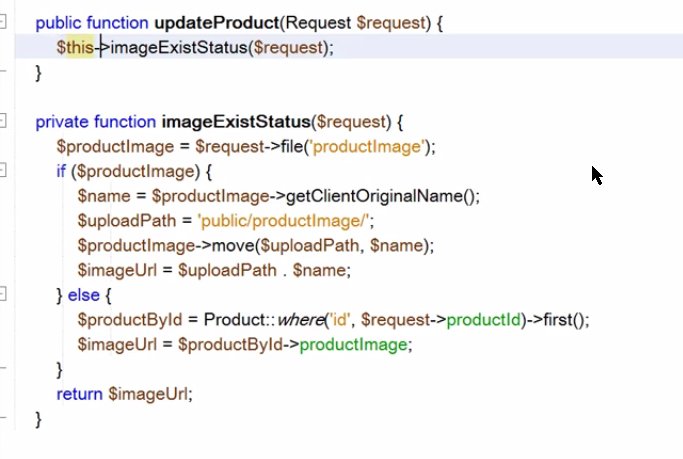 public function updateProduct(Request $request) {
$this->imageExistStatus($request);
}
private function imageExistStatus($request) {
$productImage = $request->file('productImage');
if ($productImage) {
$name = $productImage->getClientOriginalName();
$uploadPath = 'public/productImage/';
$productImage->move($uploadPath, $name);
$imageUrl = $uploadPath . $name;
} else {
$productById = Product::where('id', $request->productId)->first();
$imageUrl = $productById->productImage;
}
return $imageUrl;
}